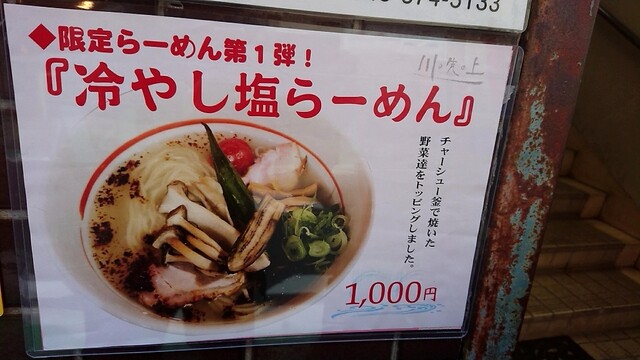 574-5133
◆限定らーめん第1弾!
『冷やし塩らーめん』
チャーシュー釜で焼いた
野菜達をトッピングしました。
1,000円